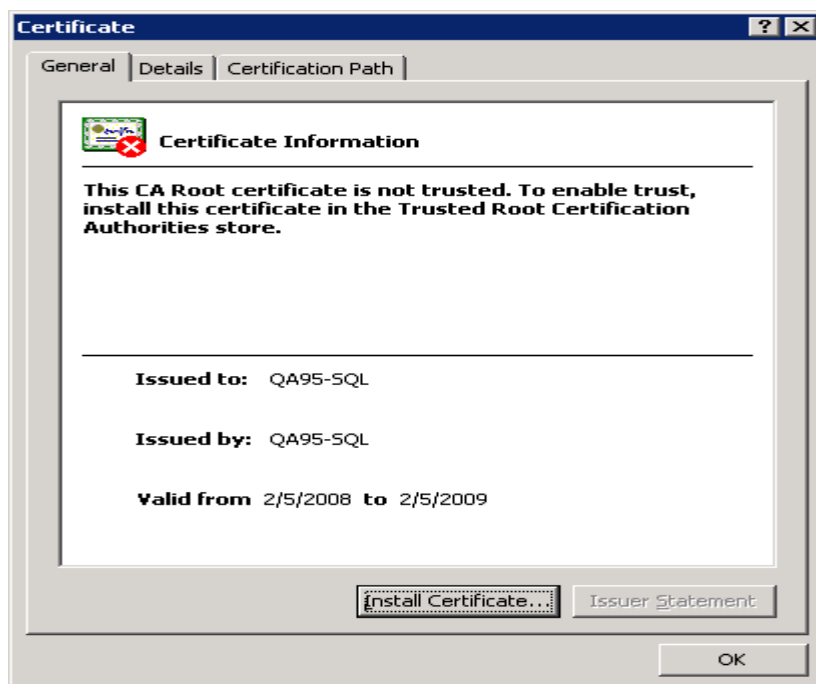 Certificate
?
General Details Certification Path
Certificate Information
This CA Root certificate is not trusted. To enable trust,
install this certificate in the Trusted Root Certification
Authorities store.
Issued to: QA95-SQL
Issued by: QA95-SQL
Valid from 2/5/2008 to 2/5/2009
Install Certificate... Issuer Statement
OK